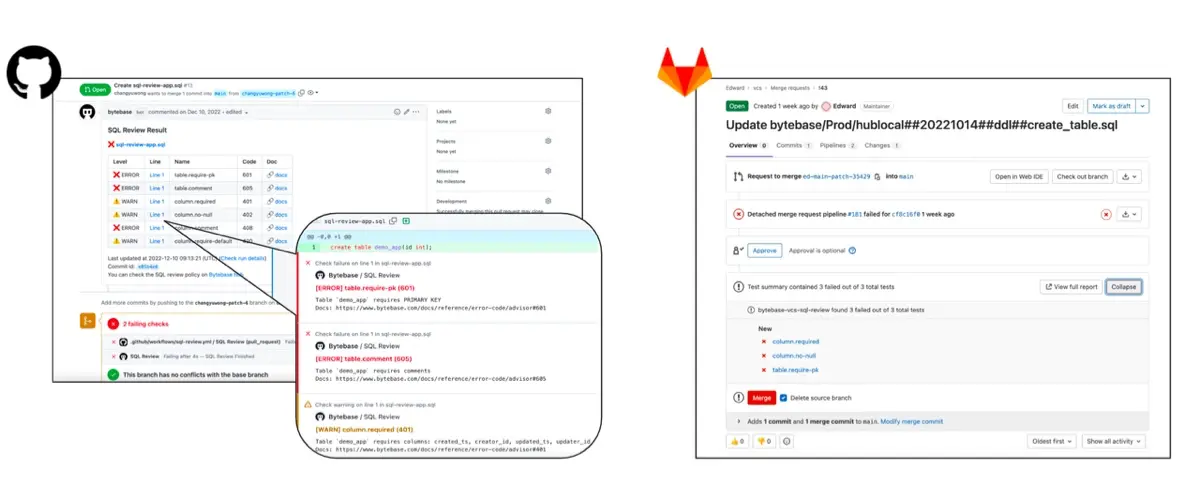 Open
Create sql-review-app.sql #13
changyuwong wants to merge 1 commit into main from changyuwong-patch-6
bytebase bot commented on Dec 10, 2022 • edited
SQL Review Result
sql-review-app.sql
Level Line Name Code Doc
ERROR Line 1 table.require-pk 601 docs
ERROR Line 1 table.comment 605 docs
WARN Line 1 column.required 401 docs
WARN Line 1 column.no-null 402 docs
ERROR Line 1 column.comment 408 docs
WARN Line 1 column.require-default docs
Last updated at 2022-12-10 09:13:21 (UTC) (Check run details)
Commit id:
You can check the SQL review policy on Bytebase
Add more commits by pushing to the changyuwong-patch-6 branch on
2 failing checks
.github/workflows/sql-review.yml / SQL Review (pull_request)
SQL Review Failing after 4s — SQL Review Finished
This branch has no conflicts with the base branch
Labels
None yet
Projects
None yet
Milestone
No milestone
Development
Successfully merging this pull request may close
sql-review-app.sql
@@ -0,0 +1 @@
1 create table demo_app(id int);
Check failure on line 1 in sql-review-app.sql
Bytebase / SQL Review
[ERROR] table.require-pk (601)
Table `demo_app` requires PRIMARY KEY
Docs: https://www.bytebase.com/docs/reference/error-code/advisor#601
Check failure on line 1 in sql-review-app.sql
Bytebase / SQL Review
[ERROR] table.comment (605)
Table `demo_app` requires comments
Docs: https://www.bytebase.com/docs/reference/error-code/advisor#605
Check warning on line 1 in sql-review-app.sql
Bytebase / SQL Review
[WARN] column.required (401)
Table `demo_app` requires columns: created_ts, creator_id, updated_ts, updater_id
Docs: https://www.bytebase.com/docs/reference/error-code/advisor#401
Edward › vcs › Merge requests › !43
Open Created 1 week ago by Edward Maintainer
Edit Mark as draft
Update bytebase/Prod/hublocal##20221014##ddl##create_table.sql
Overview 0 Commits 1 Pipelines 2 Changes 1
Request to merge ed-main-patch-35429 into main
Open in Web IDE Check out branch
Detached merge request pipeline #181 failed for cf8c16f0 1 week ago
Approve Approval is optional
Test summary contained 3 failed out of 3 total tests
View full report Collapse
bytebase-vcs-sql-review found 3 failed out of 3 total tests
New
column.required
column.no-null
table.require-pk
Merge Delete source branch
Adds 1 commit and 1 merge commit to main. Modify merge commit
0 0
Oldest first Show all activity